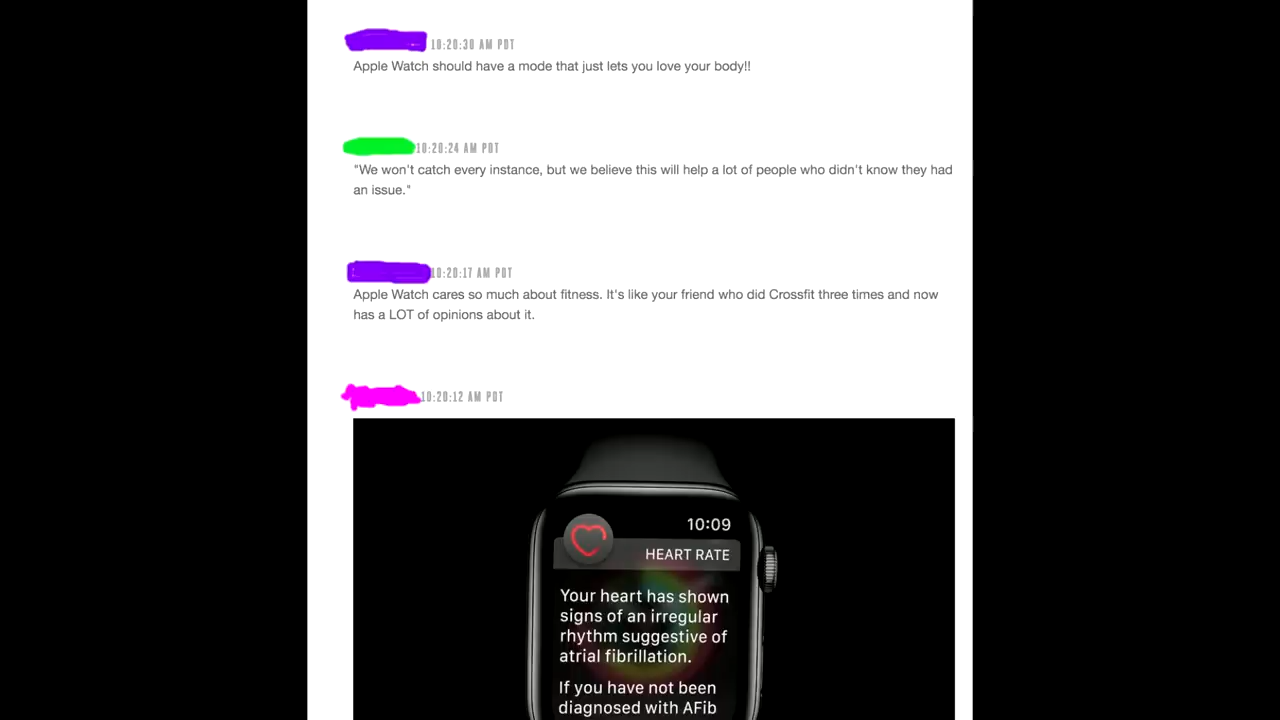 10:20:30 AM PDT
Apple Watch should have a mode that just lets you love your body!!
10:20:24 AM PDT
"We won't catch every instance, but we believe this will help a lot of people who didn't know they had
an issue."
10:20:17 AM PDT
Apple Watch cares so much about fitness. It's like your friend who did Crossfit three times and now
has a LOT of opinions about it.
10:20:12 AM PDT
10:09
HEART RATE
Your heart has shown
signs of an irregular
rhythm suggestive of
atrial fibrillation.
If you have not been
diagnosed with AFib